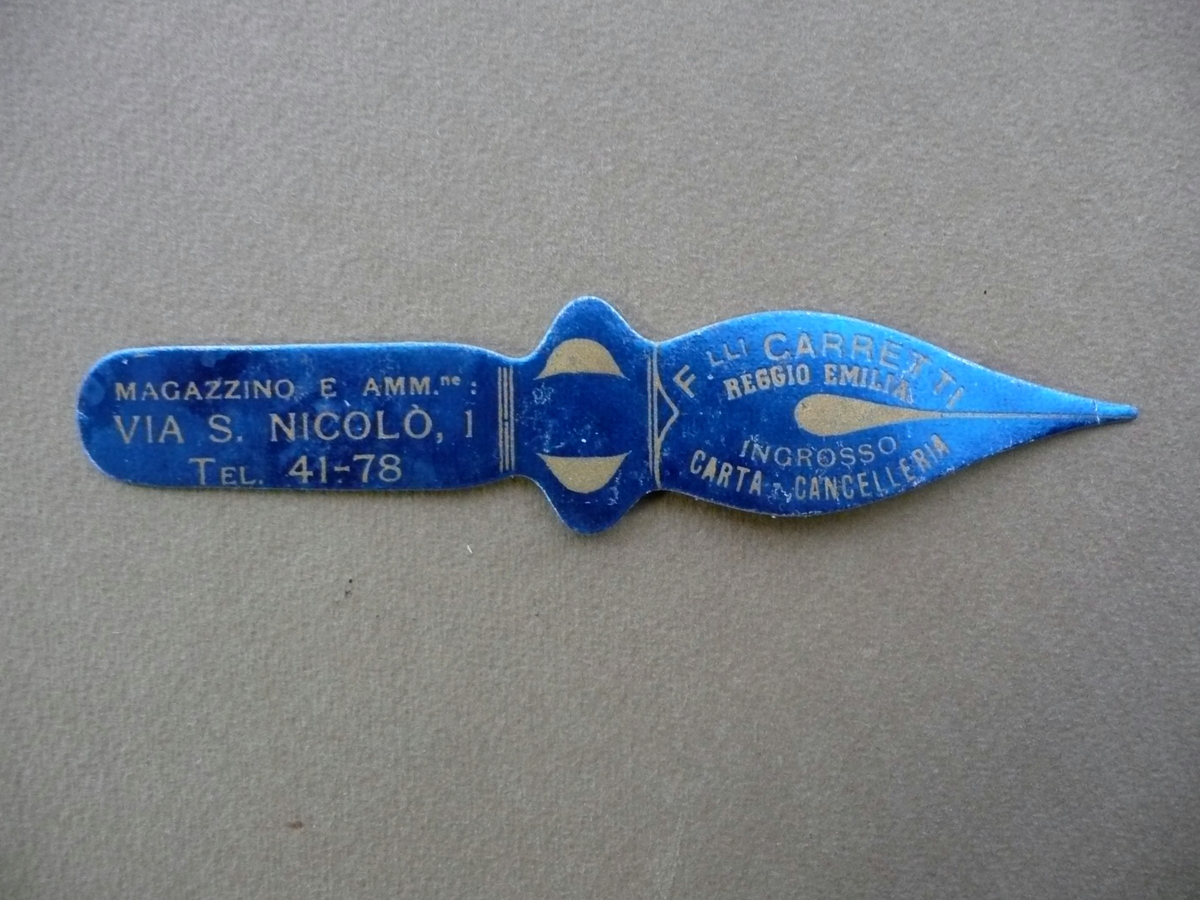 MAGAZZINO E AMM.ne:
VIA S. NICOLÒ, 1
TEL. 41-78
F LLI CARRETTI
REGGIO EMILIA
INGROSSO
CARTA - CANCELLERIA